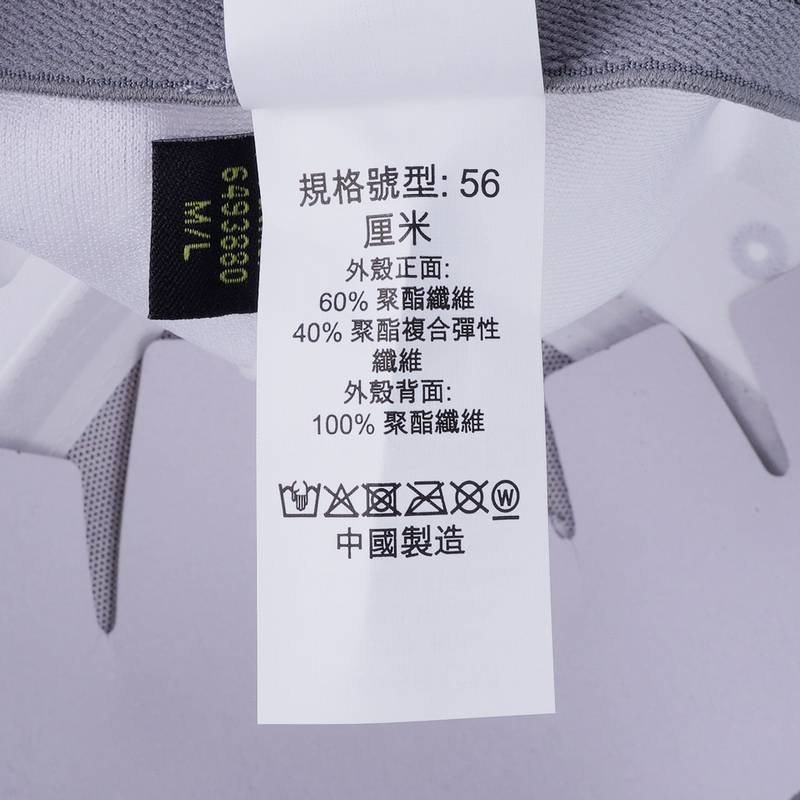 規格號型: 56
厘米
外殼正面:
60% 聚酯纖維
40% 聚酯複合彈性
纖維
外殼背面:
100% 聚酯纖維
W
中國製造
6493880
M/L